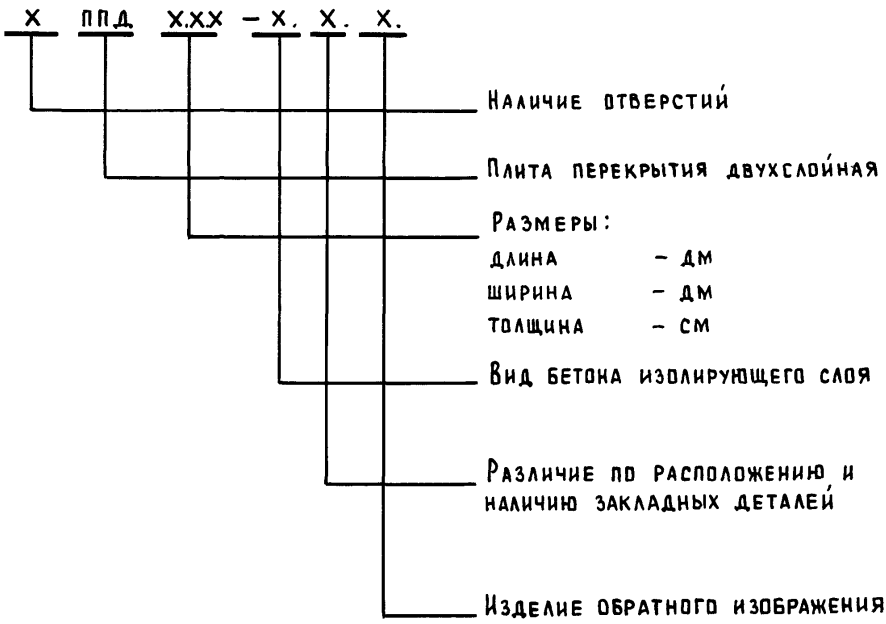 Х ППД Х.Х.Х - Х. Х. Х.
Наличие отверстий
Плита перекрытия двухслойная
Размеры:
длина - дм
ширина - дм
толщина - см
Вид бетона изолирующего слоя
Различие по расположению и
наличию закладных деталей
Изделие обратного изображения